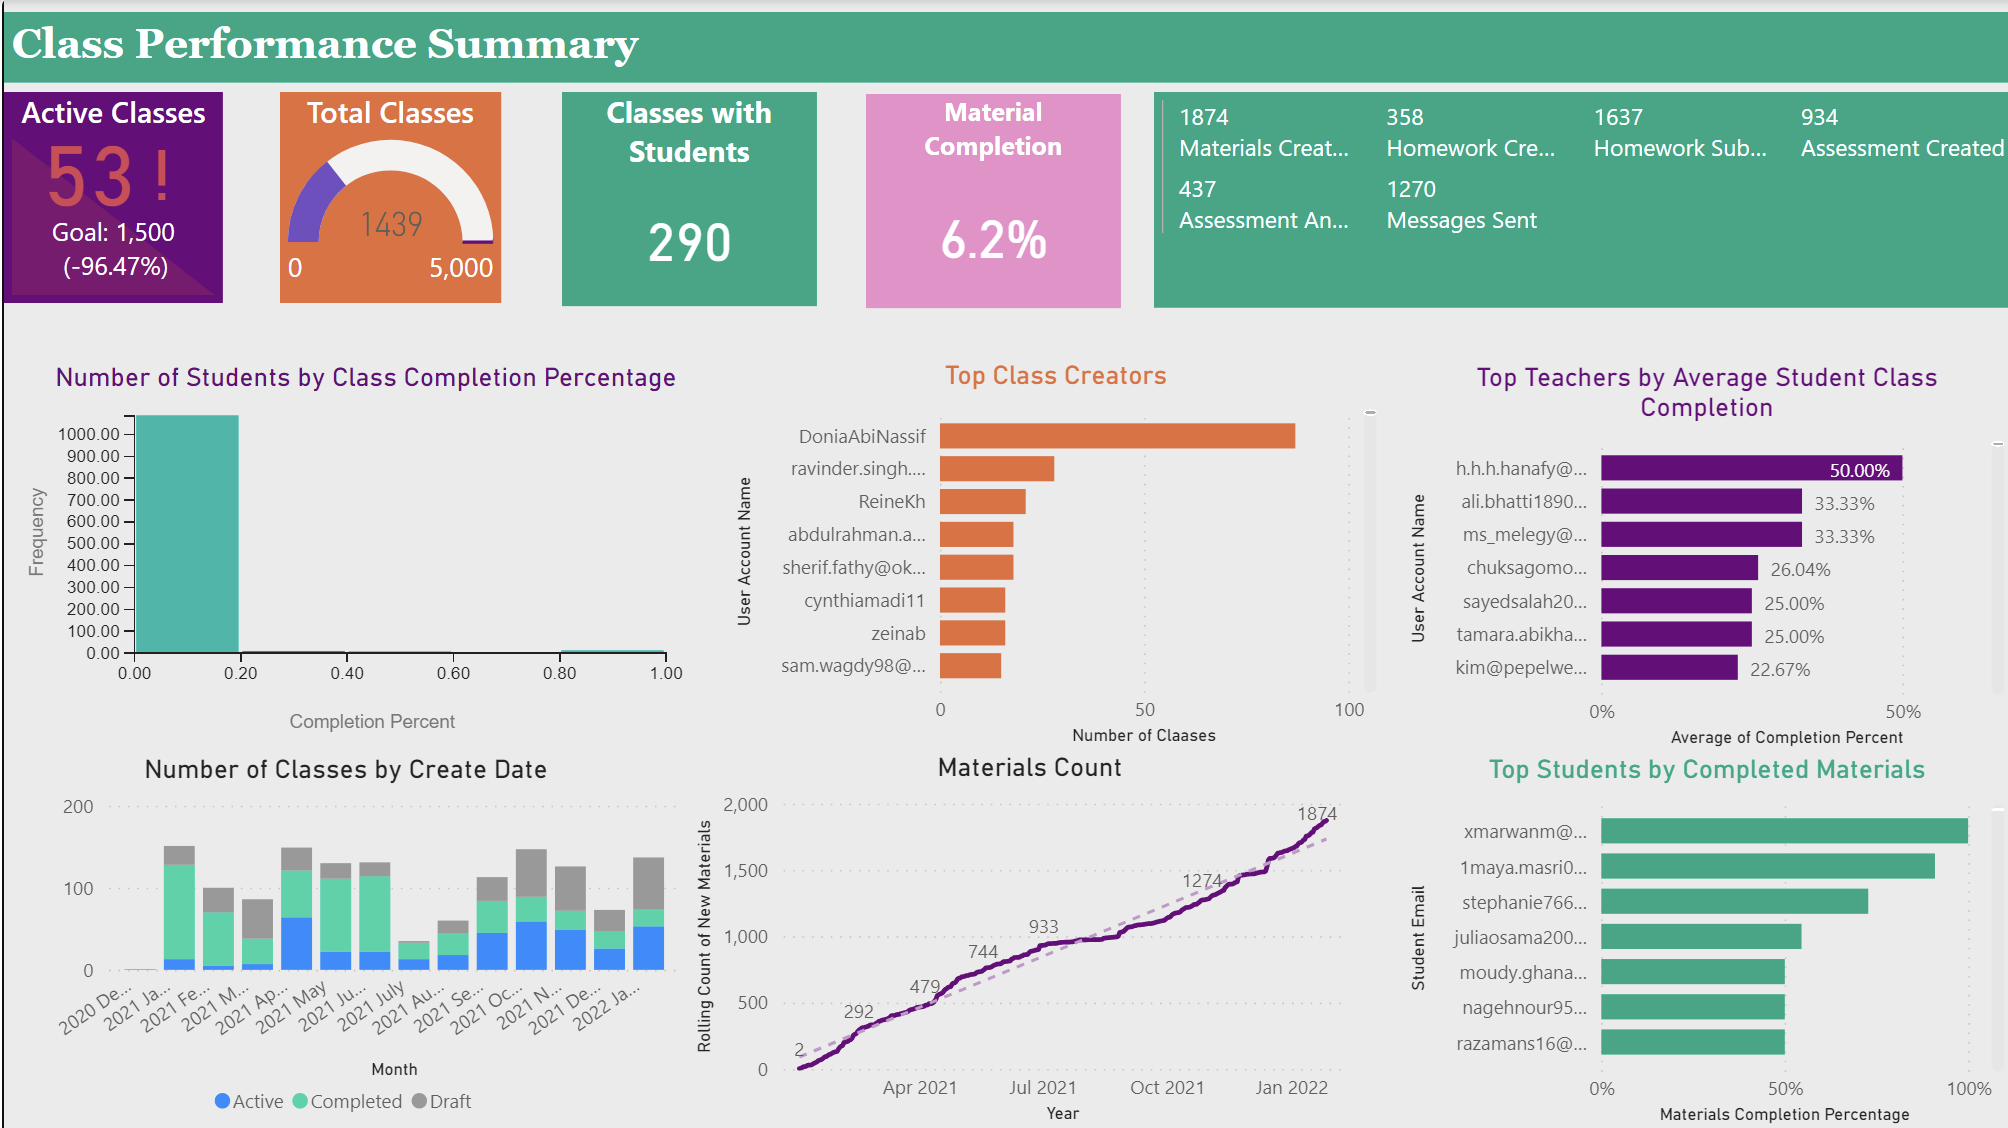 Class Performance Summary
Active Classes
53!
Goal: 1,500
(-96.47%)
Total Classes
1439
0
5,000
Classes with
Students
290
Material
Completion
6.2%
1874
Materials Creat...
358
Homework Cre...
1637
Homework Sub...
934
Assessment Created
437
Assessment An...
1270
Messages Sent
Number of Students by Class Completion Percentage
Frequency
1000.00
900.00
800.00
700.00
600.00
500.00
400.00
300.00
200.00
100.00
0.00
0.00
0.20
0.40
0.60
0.80
1.00
Completion Percent
Top Class Creators
User Account Name
DoniaAbiNassif
ravinder.singh....
ReineKh
abdulrahman.a...
sherif.fathy@ok...
cynthiamadi11
zeinab
sam.wagdy98@...
0
50
100
Number of Claases
Top Teachers by Average Student Class
Completion
User Account Name
h.h.h.hanafy@...
50.00%
ali.bhatti1890...
33.33%
ms_melegy@...
33.33%
chuksagomo...
26.04%
sayedsalah20...
25.00%
tamara.abikha...
25.00%
kim@pepelwe...
22.67%
0%
50%
Average of Completion Percent
Number of Classes by Create Date
200
100
0
2020 De...
2021 Ja...
2021 Fe...
2021 M...
2021 Ap...
2021 May
2021 Ju...
2021 July
2021 Au...
2021 Se...
2021 Oc...
2021 N...
2021 De...
2022 Ja...
Month
Active
Completed
Draft
Materials Count
Rolling Count of New Materials
2,000
1,500
1,000
500
0
2
292
479
744
933
1274
1874
Apr 2021
Jul 2021
Oct 2021
Jan 2022
Year
Top Students by Completed Materials
Student Email
xmarwanm@...
1maya.masri0...
stephanie766...
juliaosama200...
moudy.ghana...
nagehnour95...
razamans16@...
0%
50%
100%
Materials Completion Percentage